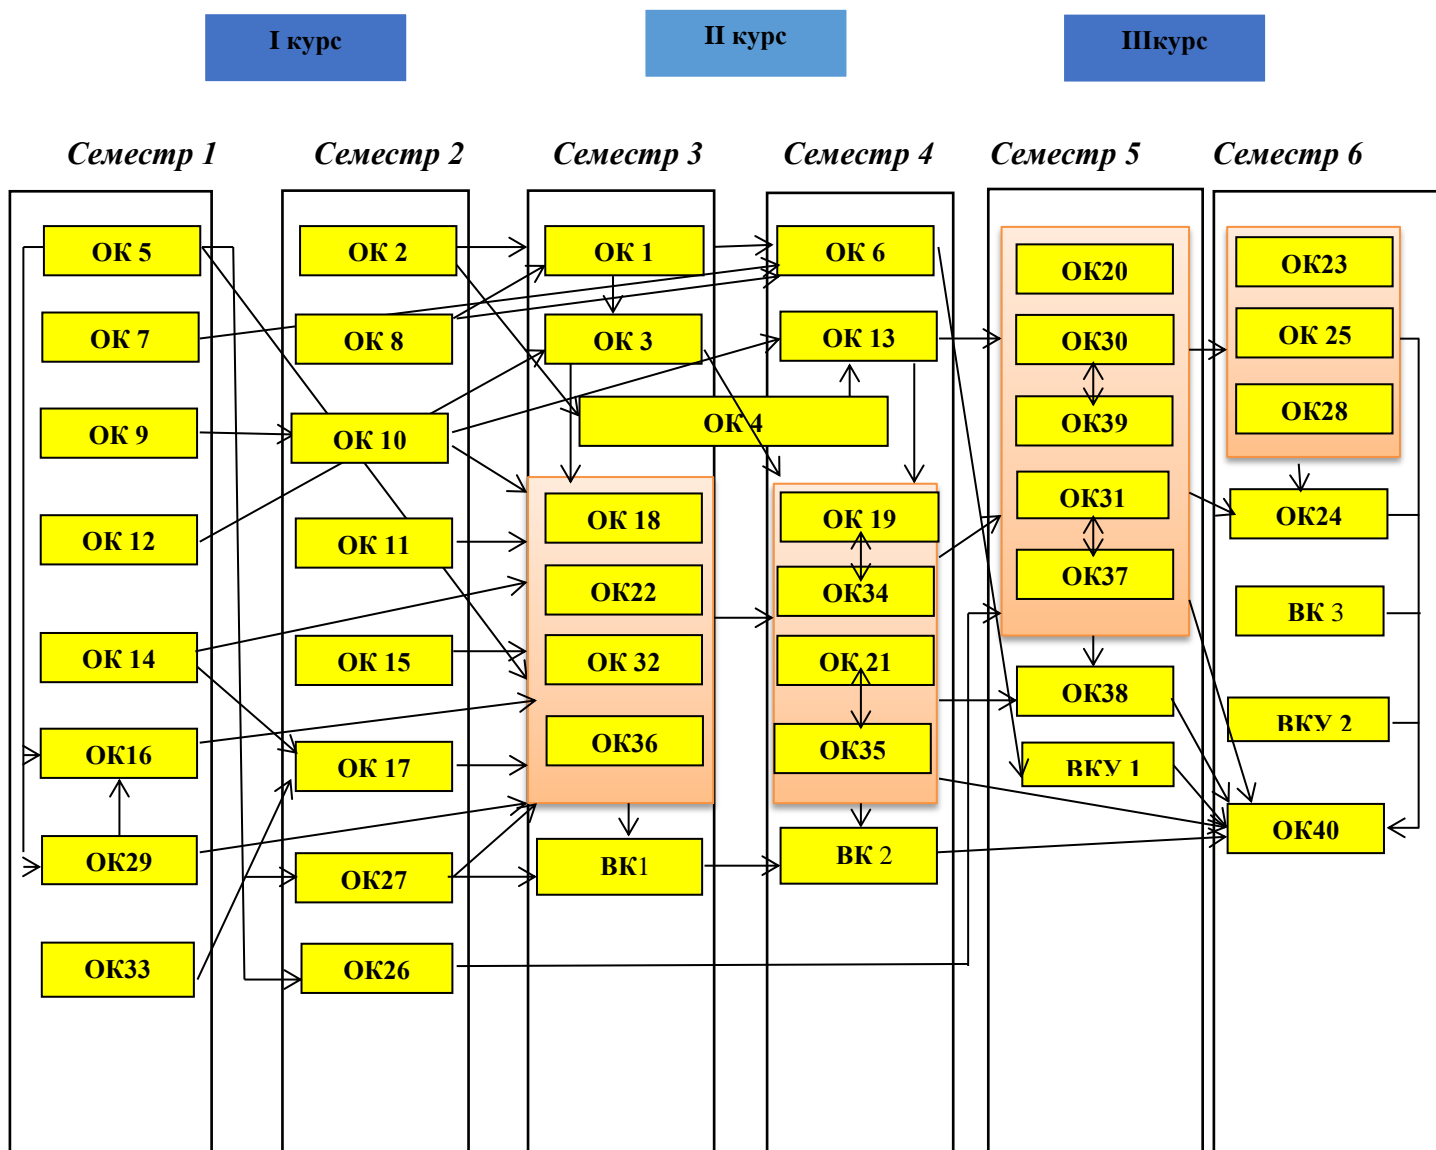 I курс
II курс
IIIкурс
Семестр 1
Семестр 2
Семестр 3
Семестр 4
Семестр 5
Семестр 6
ОК 5
ОК 7
ОК 9
ОК 12
ОК 14
ОК16
ОК29
ОК33
ОК 2
ОК 8
ОК 10
ОК 11
ОК 15
ОК 17
ОК27
ОК26
ОК 1
ОК 3
ОК 4
ОК 18
ОК22
ОК 32
ОК36
ВК1
ОК 6
ОК 13
ОК 19
ОК34
ОК 21
ОК35
ВК 2
ОК20
ОК30
ОК39
ОК31
ОК37
ОК38
ВКУ 1
ОК23
ОК 25
ОК28
ОК24
ВК 3
ВКУ 2
ОК40